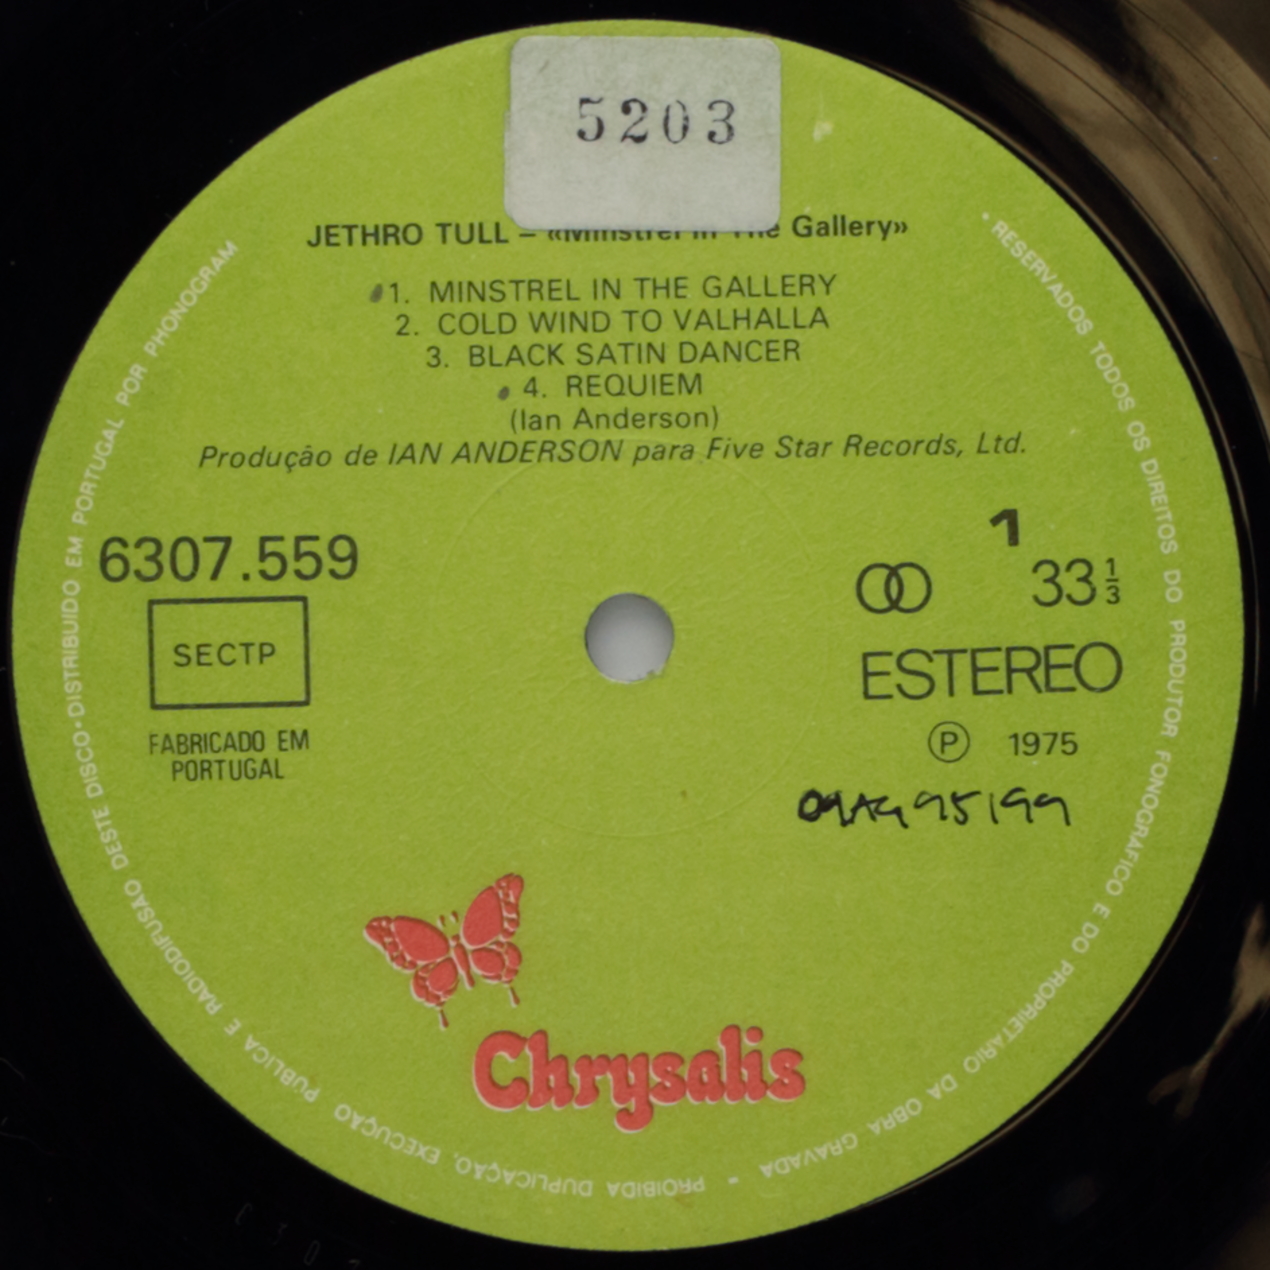 5203
JETHRO TULL – «Minstrel in The Gallery»
1. MINSTREL IN THE GALLERY
2. COLD WIND TO VALHALLA
3. BLACK SATIN DANCER
4. REQUIEM
(Ian Anderson)
Produção de IAN ANDERSON para Five Star Records, Ltd.
6307.559
SECTP
FABRICADO EM
PORTUGAL
1
33 1/3
ESTEREO
Ⓟ 1975
Chrysalis
• RESERVADOS TODOS OS DIREITOS DO PRODUTOR FONOGRAFICO E DO PROPRIETARIO DA OBRA GRAVADA - PROIBIDA DUPLICAÇÃO, EXECUÇÃO PUBLICA E RADIODIFUSÃO DESTE DISCO•DISTRIBUIDO EM PORTUGAL POR PHONOGRAM